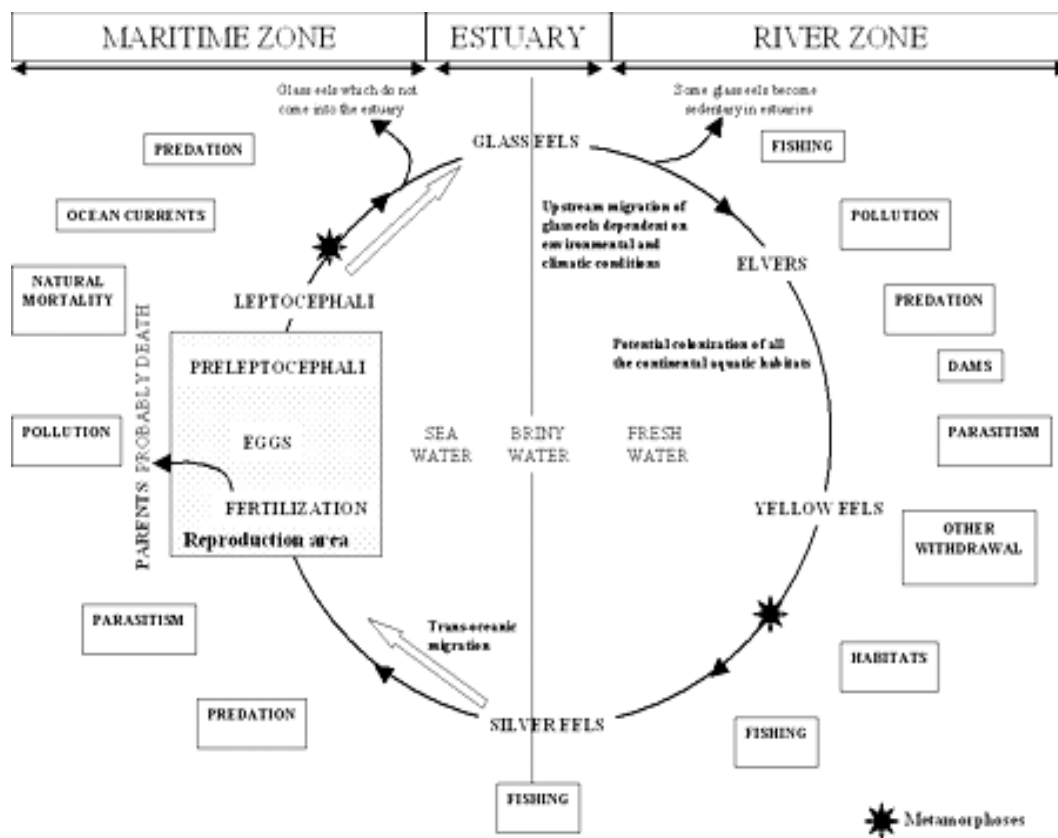 MARITIME ZONE
ESTUARY
RIVER ZONE
Glass eels which do not
come into the estuary
Some glass eels become
sedentary in estuaries
PREDATION
GLASS EELS
FISHING
OCEAN CURRENTS
Upstream migration of
glass eels dependent on
environmental and
climatic conditions
POLLUTION
ELVERS
NATURAL
MORTALITY
LEPTOCEPHALI
PREDATION
PRELEPTOCEPHALI
Potential colonization of all
the continental aquatic habitats
DAMS
PARENTS PROBABLY DEATH
POLLUTION
EGGS
SEA
WATER
BRINY
WATER
FRESH
WATER
PARASITISM
FERTILIZATION
Reproduction area
YELLOW EELS
OTHER
WITHDRAWAL
PARASITISM
Trans-oceanic
migration
HABITATS
PREDATION
SILVER EELS
FISHING
FISHING
Metamorphoses